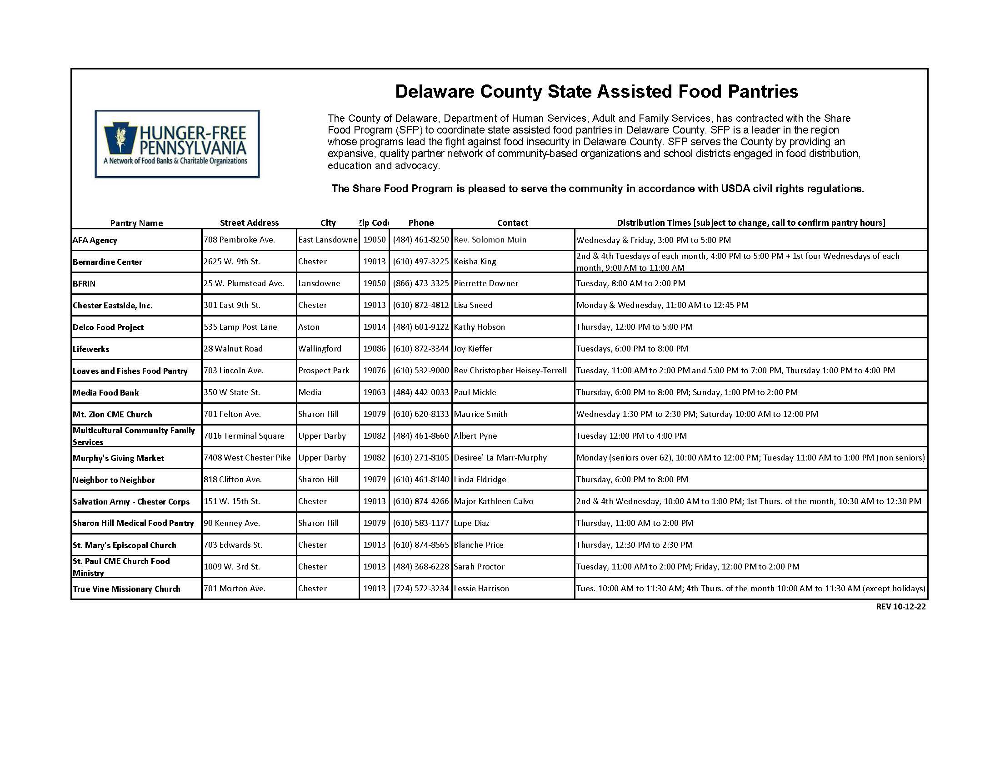 Delaware County State Assisted Food Pantries
HUNGER-FREE
PENNSYLVANIA
A Network of Food Banks & Charitable Organizations
The County of Delaware, Department of Human Services, Adult and Family Services, has contracted with the Share
Food Program (SFP) to coordinate state assisted food pantries in Delaware County. SFP is a leader in the region
whose programs lead the fight against food insecurity in Delaware County. SFP serves the County by providing an
expansive, quality partner network of community-based organizations and school districts engaged in food distribution,
education and advocacy.
The Share Food Program is pleased to serve the community in accordance with USDA civil rights regulations.
Pantry Name Street Address City Zip Code Phone Contact Distribution Times [subject to change, call to confirm pantry hours]
AFA Agency 708 Pembroke Ave. East Lansdowne 19050 (484) 461-8250 Rev. Solomon Muin Wednesday & Friday, 3:00 PM to 5:00 PM
Bernardine Center 2625 W. 9th St. Chester 19013 (610) 497-3225 Keisha King 2nd & 4th Tuesdays of each month, 4:00 PM to 5:00 PM + 1st four Wednesdays of each
month, 9:00 AM to 11:00 AM
BFRIN 25 W. Plumstead Ave. Lansdowne 19050 (866) 473-3325 Pierrette Downer Tuesday, 8:00 AM to 2:00 PM
Chester Eastside, Inc. 301 East 9th St. Chester 19013 (610) 872-4812 Lisa Sneed Monday & Wednesday, 11:00 AM to 12:45 PM
Delco Food Project 535 Lamp Post Lane Aston 19014 (484) 601-9122 Kathy Hobson Thursday, 12:00 PM to 5:00 PM
Lifewerks 28 Walnut Road Wallingford 19086 (610) 872-3344 Joy Kieffer Tuesdays, 6:00 PM to 8:00 PM
Loaves and Fishes Food Pantry 703 Lincoln Ave. Prospect Park 19076 (610) 532-9000 Rev Christopher Heisey-Terrell Tuesday, 11:00 AM to 2:00 PM and 5:00 PM to 7:00 PM, Thursday 1:00 PM to 4:00 PM
Media Food Bank 350 W State St. Media 19063 (484) 442-0033 Paul Mickle Thursday, 6:00 PM to 8:00 PM; Sunday, 1:00 PM to 2:00 PM
Mt. Zion CME Church 701 Felton Ave. Sharon Hill 19079 (610) 620-8133 Maurice Smith Wednesday 1:30 PM to 2:30 PM; Saturday 10:00 AM to 12:00 PM
Multicultural Community Family
Services 7016 Terminal Square Upper Darby 19082 (484) 461-8660 Albert Pyne Tuesday 12:00 PM to 4:00 PM
Murphy's Giving Market 7408 West Chester Pike Upper Darby 19082 (610) 271-8105 Desiree' La Marr-Murphy Monday (seniors over 62), 10:00 AM to 12:00 PM; Tuesday 11:00 AM to 1:00 PM (non seniors)
Neighbor to Neighbor 818 Clifton Ave. Sharon Hill 19079 (610) 461-8140 Linda Eldridge Thursday, 6:00 PM to 8:00 PM
Salvation Army - Chester Corps 151 W. 15th St. Chester 19013 (610) 874-4266 Major Kathleen Calvo 2nd & 4th Wednesday, 10:00 AM to 1:00 PM; 1st Thurs. of the month, 10:30 AM to 12:30 PM
Sharon Hill Medical Food Pantry 90 Kenney Ave. Sharon Hill 19079 (610) 583-1177 Lupe Diaz Thursday, 11:00 AM to 2:00 PM
St. Mary's Episcopal Church 703 Edwards St. Chester 19013 (610) 874-8565 Blanche Price Thursday, 12:30 PM to 2:30 PM
St. Paul CME Church Food
Ministry 1009 W. 3rd St. Chester 19013 (484) 368-6228 Sarah Proctor Tuesday, 11:00 AM to 2:00 PM; Friday, 12:00 PM to 2:00 PM
True Vine Missionary Church 701 Morton Ave. Chester 19013 (724) 572-3234 Lessie Harrison Tues. 10:00 AM to 11:30 AM; 4th Thurs. of the month 10:00 AM to 11:30 AM (except holidays)
REV 10-12-22